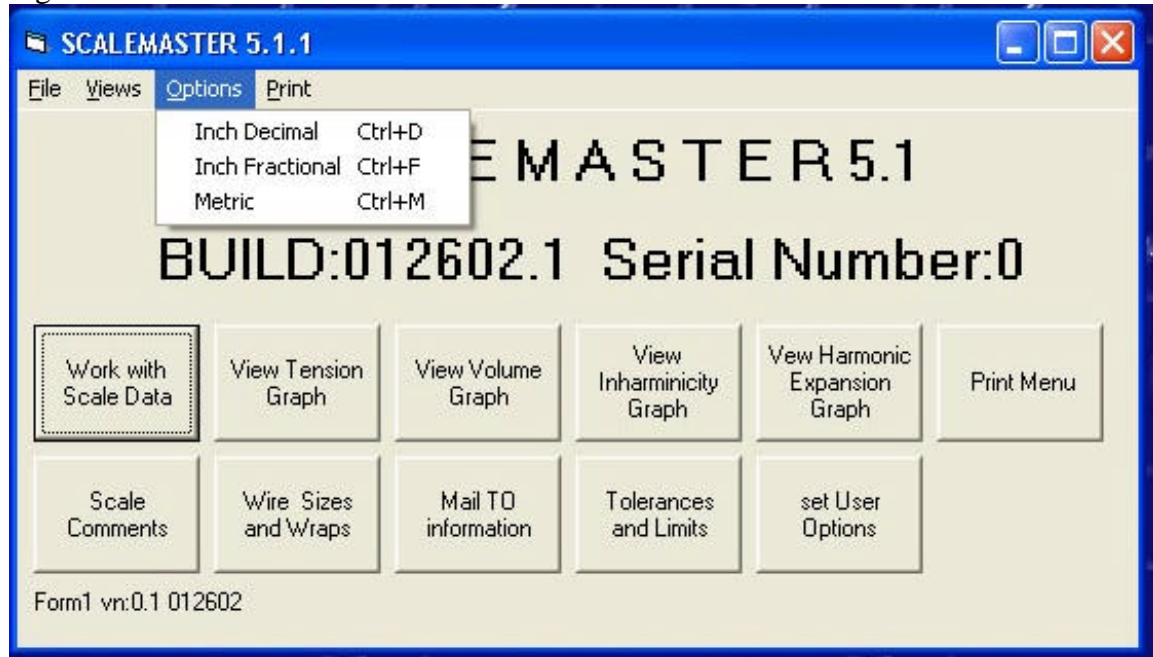 SCALEMASTER 5.1.1
File Views Options Print
Inch Decimal Ctrl+D
Inch Fractional Ctrl+F
Metric Ctrl+M
E M A S T E R 5.1
BUILD:012602.1 Serial Number:0
Work with
Scale Data
View Tension
Graph
View Volume
Graph
View
Inharminicity
Graph
Vew Harmonic
Expansion
Graph
Print Menu
Scale
Comments
Wire Sizes
and Wraps
Mail TO
information
Tolerances
and Limits
set User
Options
Form1 vn:0.1 012602